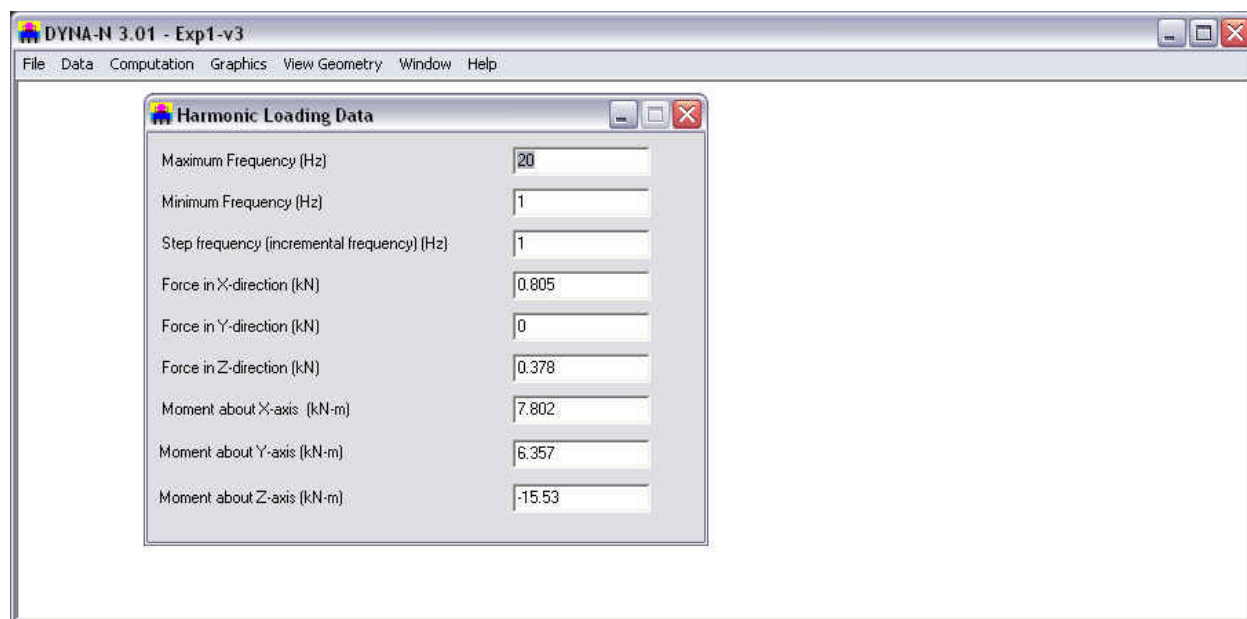 DYNA-N 3.01 - Exp1-v3
File Data Computation Graphics View Geometry Window Help
Harmonic Loading Data
Maximum Frequency (Hz) 20
Minimum Frequency (Hz) 1
Step frequency (incremental frequency) (Hz) 1
Force in X-direction (kN) 0.805
Force in Y-direction (kN) 0
Force in Z-direction (kN) 0.378
Moment about X-axis (kN-m) 7.802
Moment about Y-axis (kN-m) 6.357
Moment about Z-axis (kN-m) -15.53